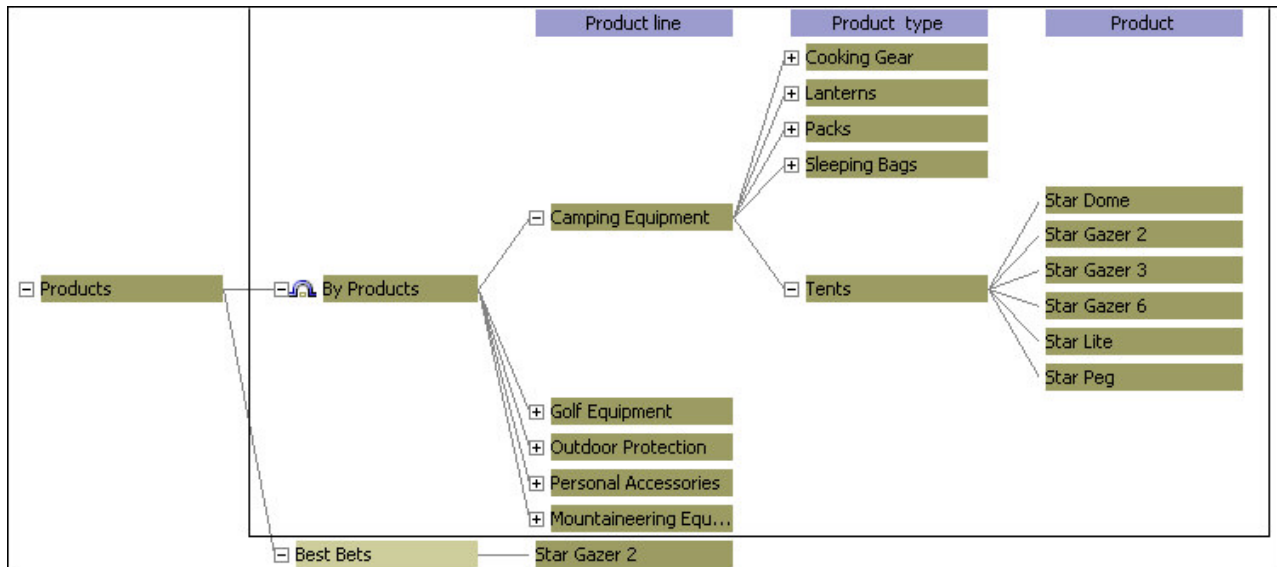 Product line
Product type
Product
Cooking Gear
Lanterns
Packs
Sleeping Bags
Star Dome
Camping Equipment
Star Gazer 2
Star Gazer 3
Products
By Products
Tents
Star Gazer 6
Star Lite
Star Peg
Golf Equipment
Outdoor Protection
Personal Accessories
Mountaineering Equ...
Best Bets
Star Gazer 2